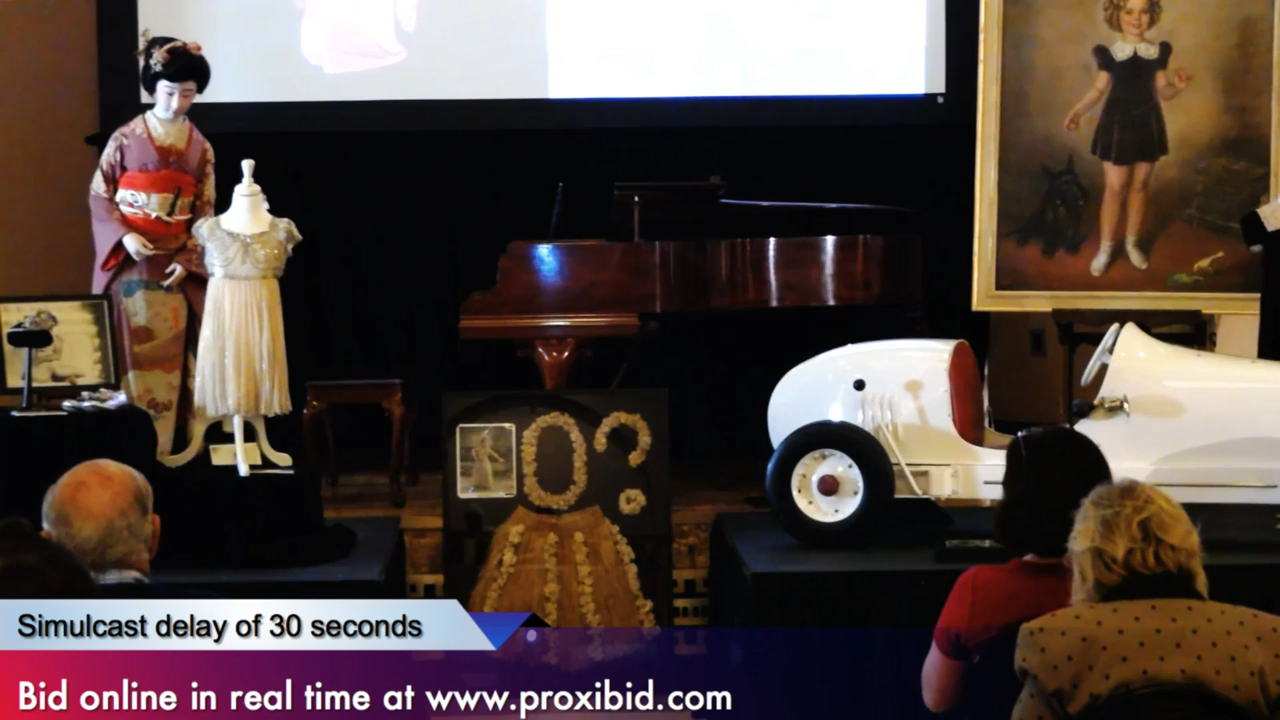 Simulcast delay of 30 seconds
Bid online in real time at www.proxibid.com